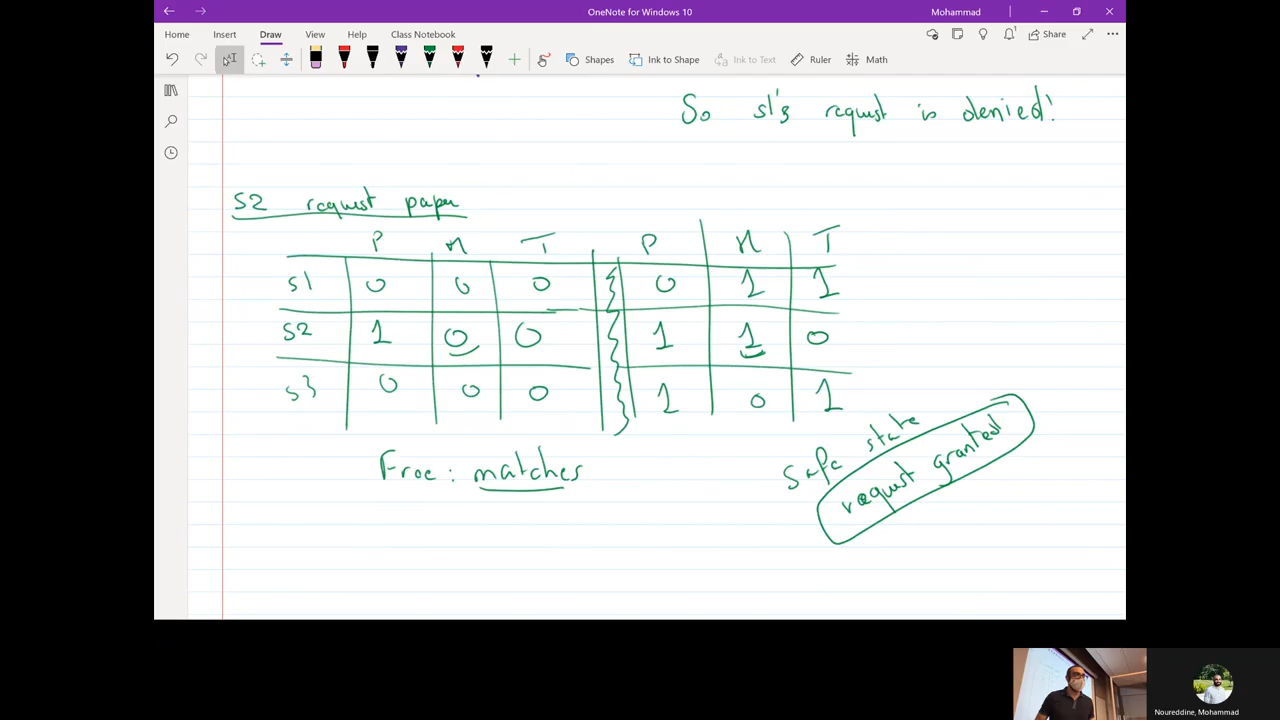 OneNote for Windows 10
Mohammad
Home Insert Draw View Help Class Notebook
Share
Shapes Ink to Shape Ink to Text Ruler Math
So s1's request is denied!
S2 request paper
P M T P M T
S1 0 0 0 0 1 1
S2 1 0 0 1 1 0
S3 0 0 0 1 0 1
Free: matches
Safe state
request granted
Noureddine, Mohammad